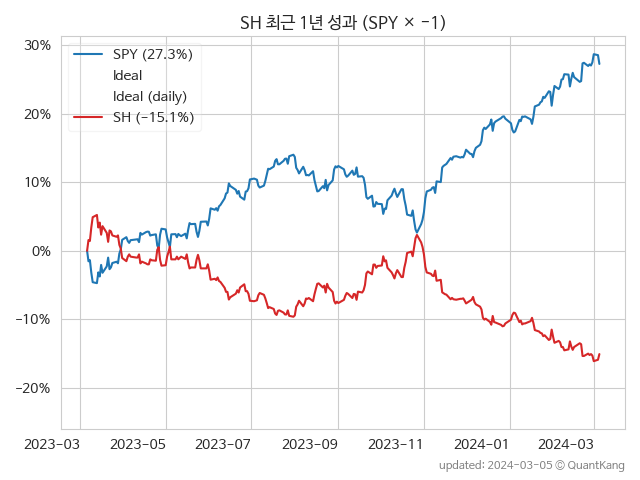 SH 최근 1년 성과 (SPY × −1)
SPY (27.3%)
Ideal
Ideal (daily)
SH (−15.1%)
30%
20%
10%
0%
−10%
−20%
2023−03
2023−05
2023−07
2023−09
2023−11
2024−01
2024−03
updated: 2024−03−05 © QuantKang